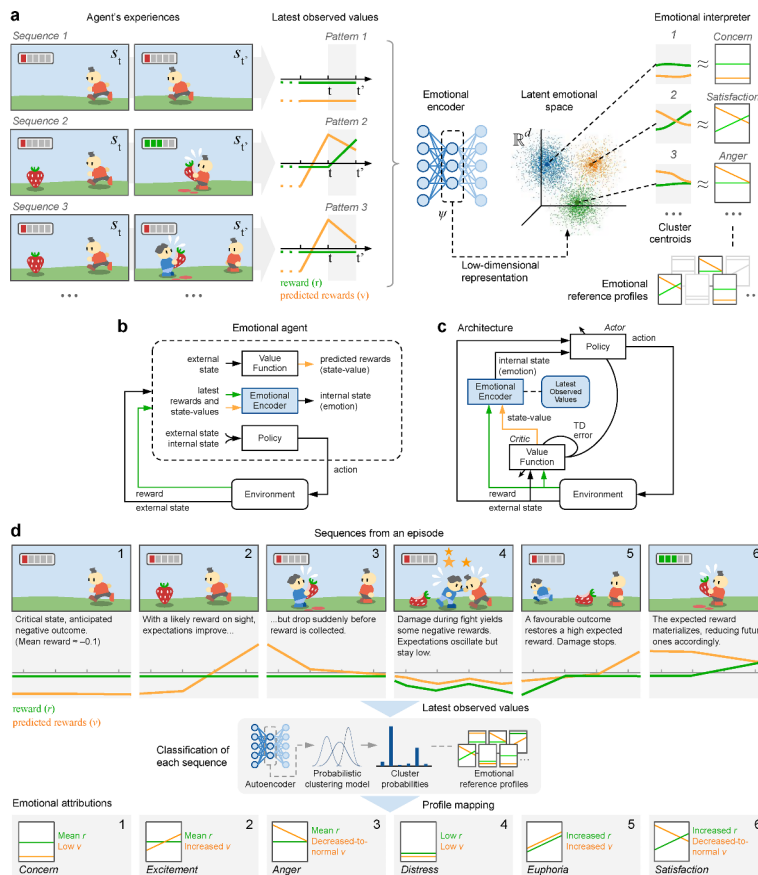 a
Agent's experiences
Latest observed values
Emotional interpreter
Sequence 1
St
St'
Pattern 1
t
t'
1
≈
Concern
Emotional
encoder
Latent emotional
space
Sequence 2
St
St'
Pattern 2
t
t'
ℝd
2
≈
Satisfaction
Sequence 3
St
St'
Pattern 3
t
t'
ψ
3
≈
Anger
reward (r)
predicted rewards (v)
Low-dimensional
representation
Cluster
centroids
Emotional
reference profiles
b
Emotional agent
external
state
Value
Function
predicted rewards
(state-value)
latest
rewards and
state-values
Emotional
Encoder
internal state
(emotion)
external state
internal state
Policy
action
Environment
reward
external state
c
Architecture
Actor
Policy
action
internal state
(emotion)
Emotional
Encoder
Latest
Observed
Values
state-value
TD
error
Critic
Value
Function
reward
Environment
external state
d
Sequences from an episode
1
2
3
4
5
6
Critical state, anticipated
negative outcome.
(Mean reward = –0.1)
With a likely reward on sight,
expectations improve...
...but drop suddenly before
reward is collected.
Damage during fight yields
some negative rewards.
Expectations oscillate but
stay low.
A favourable outcome
restores a high expected
reward. Damage stops.
The expected reward
materializes, reducing future
ones accordingly.
reward (r)
predicted rewards (v)
Latest observed values
Classification of
each sequence
Autoencoder
Probabilistic
clustering model
Cluster
probabilities
Emotional
reference profiles
Emotional attributions
Profile mapping
1
Mean r
Low v
Concern
2
Mean r
Increased v
Excitement
3
Mean r
Decreased-to-
normal v
Anger
4
Low r
Low v
Distress
5
Increased r
Increased v
Euphoria
6
Increased r
Decreased-to-
normal v
Satisfaction